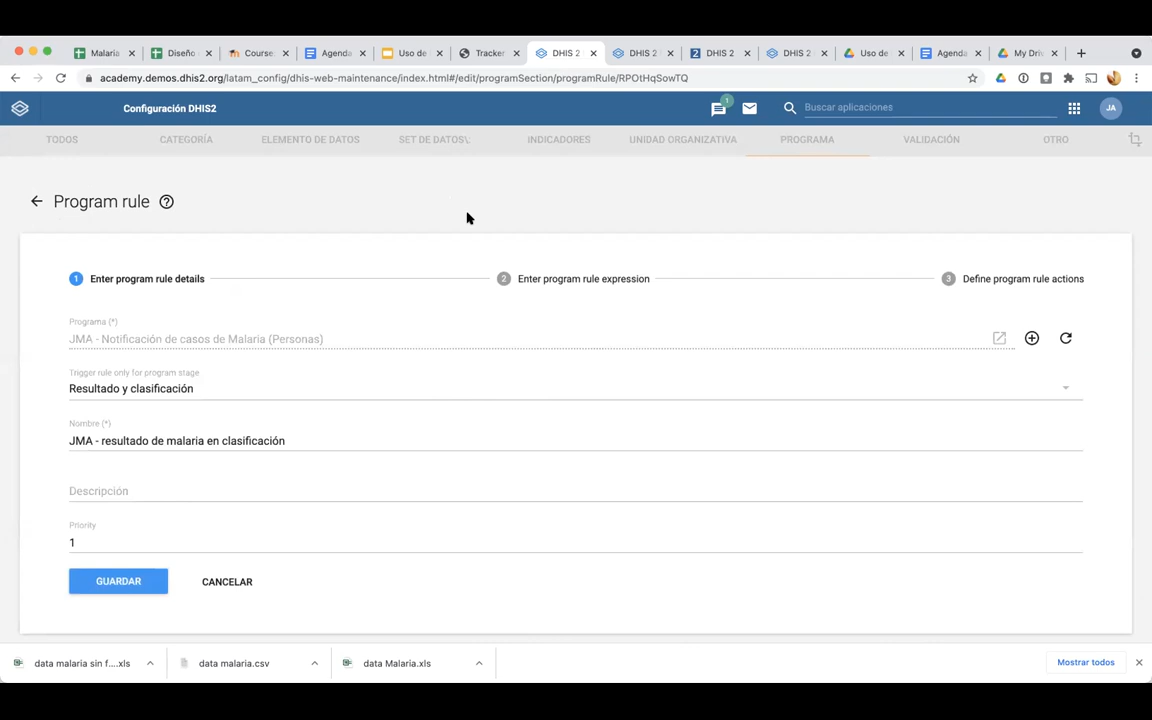 Malaria
Diseño
Course:
Agenda
Uso de
Tracker
DHIS 2
DHIS 2
DHIS 2
DHIS 2
Uso de
Agenda
My Driv
academy.demos.dhis2.org/latam_config/dhis-web-maintenance/index.html#/edit/programSection/programRule/RPOtHqSowTQ
Configuración DHIS2
1
Buscar aplicaciones
JA
TODOS
CATEGORÍA
ELEMENTO DE DATOS
SET DE DATOS\;
INDICADORES
UNIDAD ORGANIZATIVA
PROGRAMA
VALIDACIÓN
OTRO
Program rule
1 Enter program rule details
2 Enter program rule expression
3 Define program rule actions
Programa (*)
JMA - Notificación de casos de Malaria (Personas)
Trigger rule only for program stage
Resultado y clasificación
Nombre (*)
JMA - resultado de malaria en clasificación
Descripción
Priority
1
GUARDAR
CANCELAR
data malaria sin f....xls
data malaria.csv
data Malaria.xls
Mostrar todos